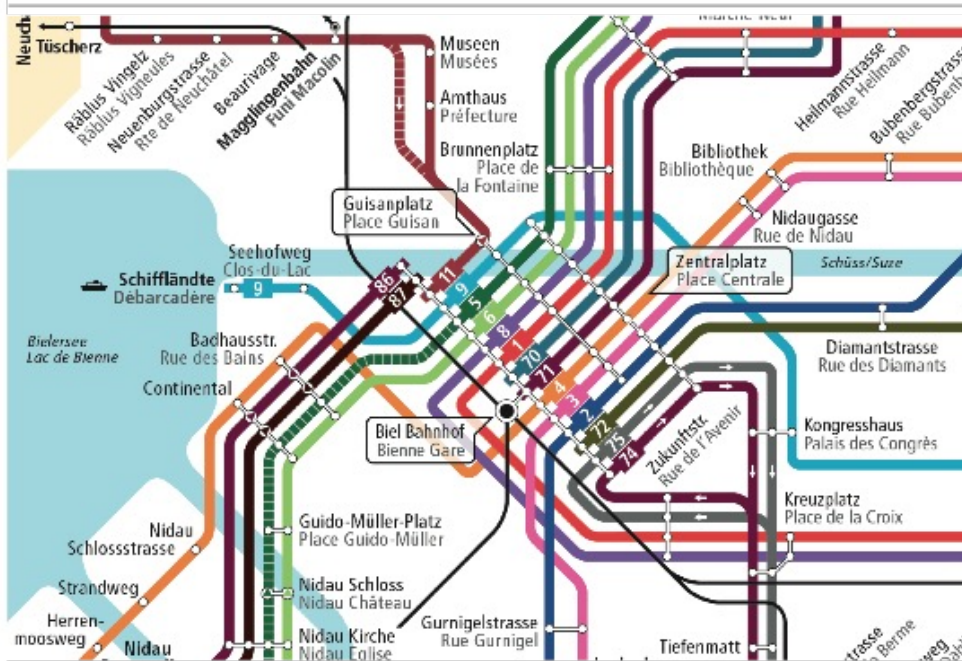 Neuch
Tüscherz
Räblus Vingelz
Räblus Vigneules
Neuenburgstrasse
Rte de Neuchâtel
Beaurivage
Magglingenbahn
Funi Macolin
Museen
Musées
Amthaus
Préfecture
Brunnenplatz
Place de
la Fontaine
Heilmannstrasse
Rue Heilmann
Bubenbergstrasse
Bibliothek
Bibliothèque
Nidaugasse
Rue de Nidau
Guisanplatz
Place Guisan
Zentralplatz
Place Centrale
Schüss/Suze
Seehofweg
Clos-du-Lac
Schifflände
Débarcadère
9
Bielersee
Lac de Bienne
Badhausstr.
Rue des Bains
Continental
86
87
11
9
5
6
8
1
70
71
4
3
2
72
75
74
Biel Bahnhof
Bienne Gare
Zukunftstr.
Rue de l'Avenir
Diamantstrasse
Rue des Diamants
Kongresshaus
Palais des Congrès
Kreuzplatz
Place de la Croix
Guido-Müller-Platz
Place Guido-Müller
Nidau
Schlossstrasse
Strandweg
Herren-
moosweg
Nidau Schloss
Nidau Château
Nidau Kirche
Nidau Eglise
Nidau
Gurnigelstrasse
Rue Gurnigel
Tiefenmatt